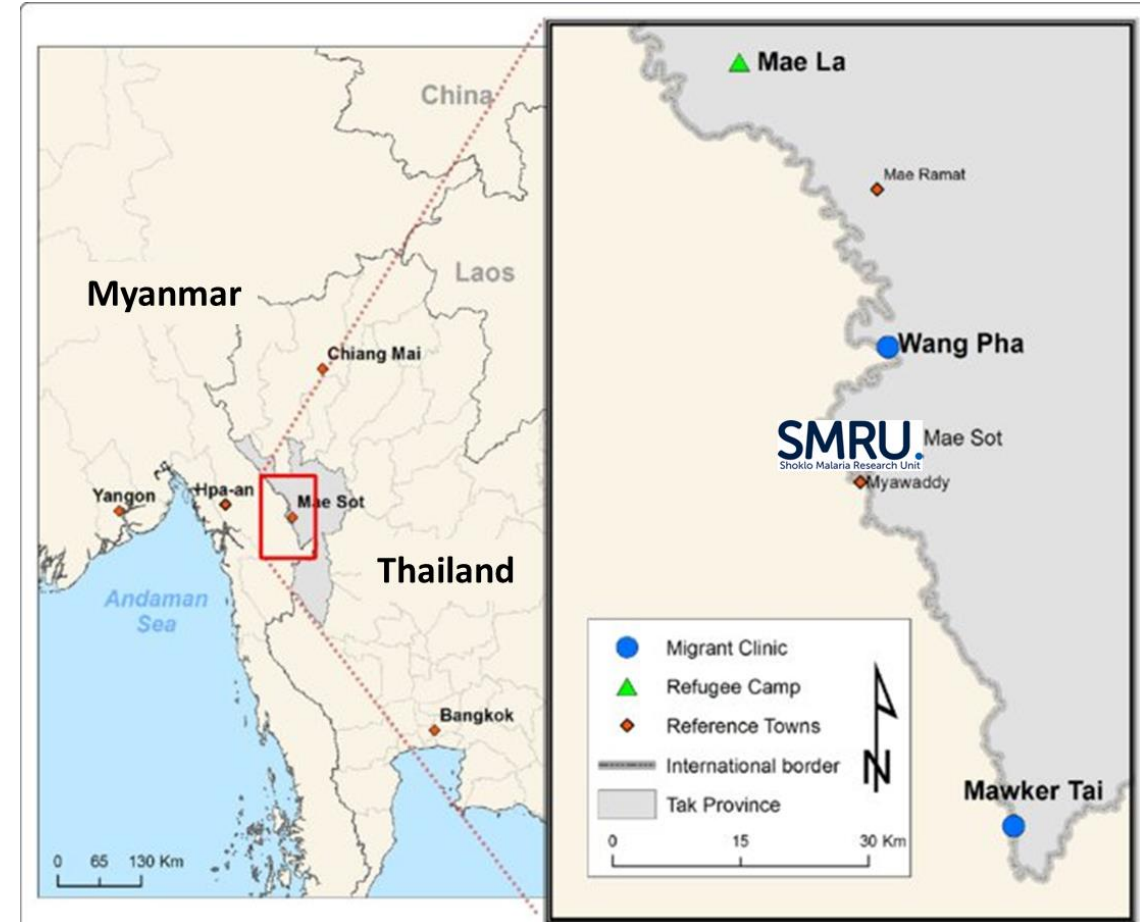 China
Laos
Myanmar
Chiang Mai
Yangon
Hpa-an
Mae Sot
Thailand
Andaman
Sea
Bangkok
0 65 130 Km
Mae La
Mae Ramat
Wang Pha
SMRU.
Shoklo Malaria Research Unit
Mae Sot
Myawaddy
Migrant Clinic
Refugee Camp
Reference Towns
International border
Tak Province
N
0 15 30 Km
Mawker Tai